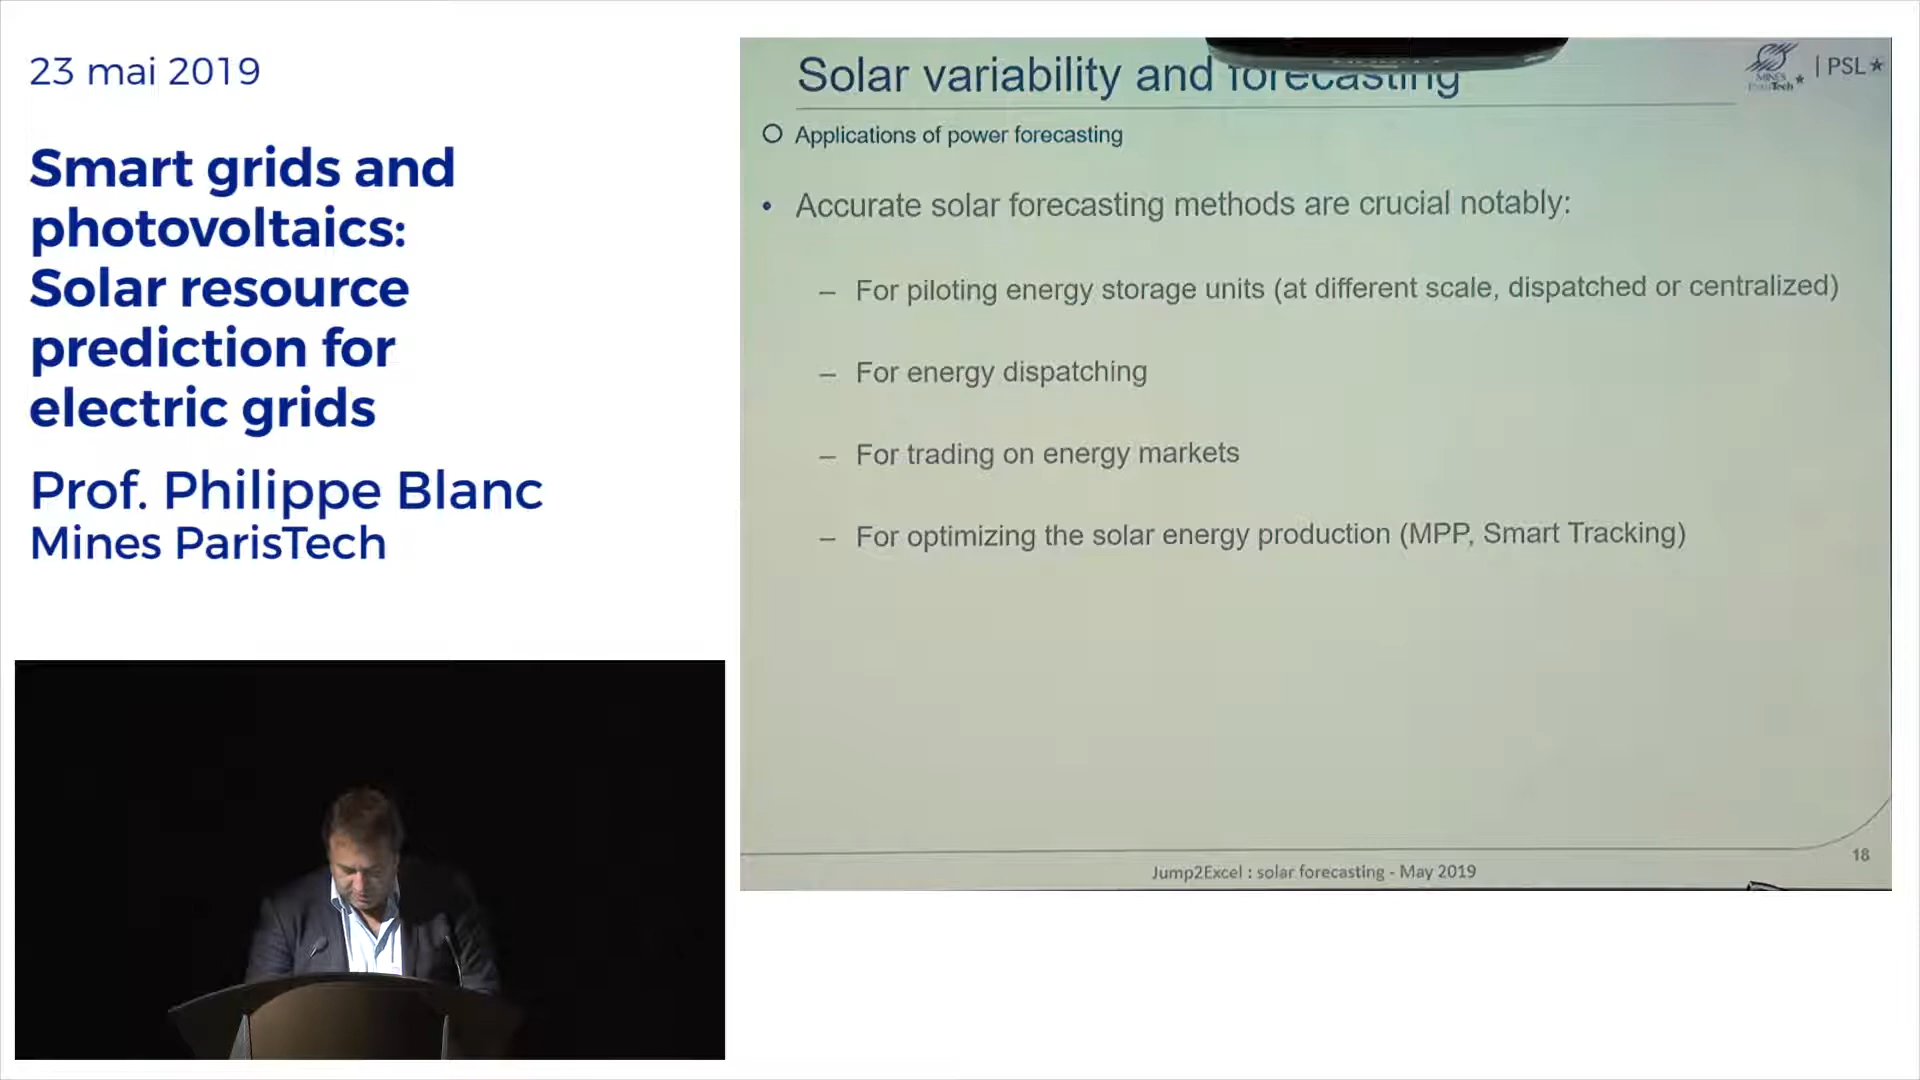 23 mai 2019
Smart grids and
photovoltaics:
Solar resource
prediction for
electric grids
Prof. Philippe Blanc
Mines ParisTech
Solar variability and forecasting
MINES
ParisTech
PSL
Applications of power forecasting
• Accurate solar forecasting methods are crucial notably:
– For piloting energy storage units (at different scale, dispatched or centralized)
– For energy dispatching
– For trading on energy markets
– For optimizing the solar energy production (MPP, Smart Tracking)
18
Jump2Excel : solar forecasting - May 2019